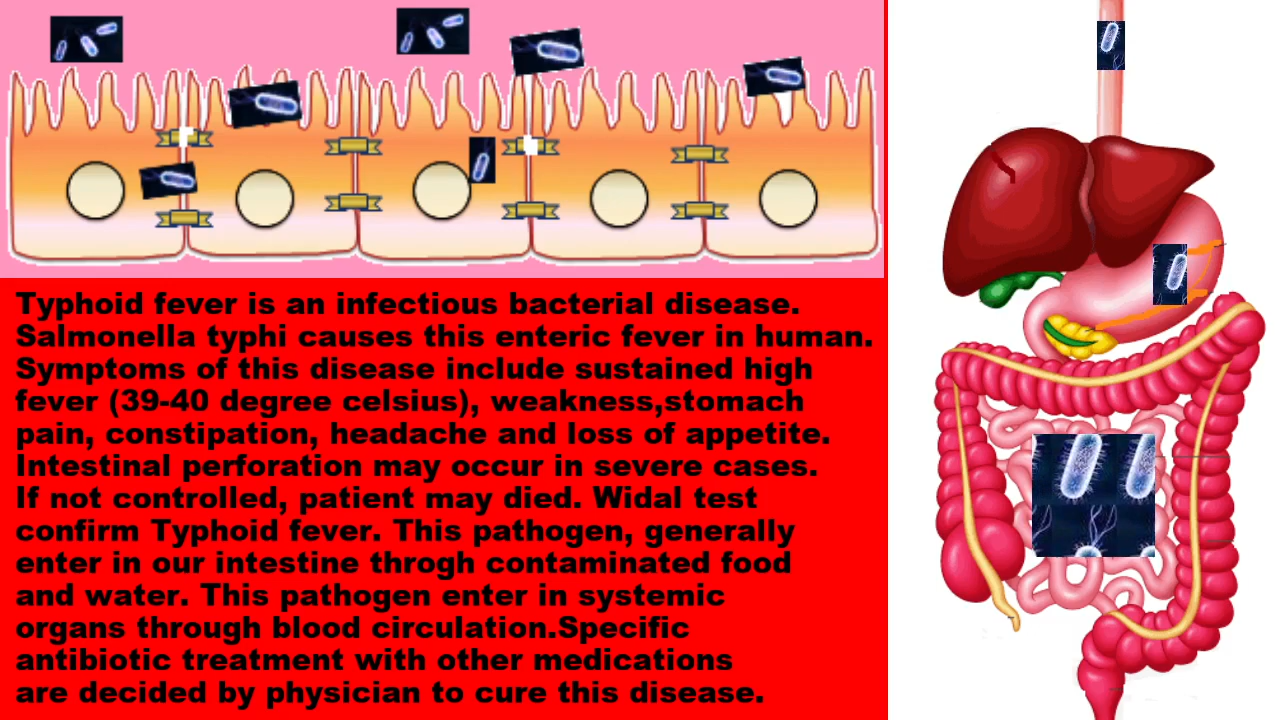 Typhoid fever is an infectious bacterial disease.
Salmonella typhi causes this enteric fever in human.
Symptoms of this disease include sustained high
fever (39-40 degree celsius), weakness,stomach
pain, constipation, headache and loss of appetite.
Intestinal perforation may occur in severe cases.
If not controlled, patient may died. Widal test
confirm Typhoid fever. This pathogen, generally
enter in our intestine throgh contaminated food
and water. This pathogen enter in systemic
organs through blood circulation.Specific
antibiotic treatment with other medications
are decided by physician to cure this disease.